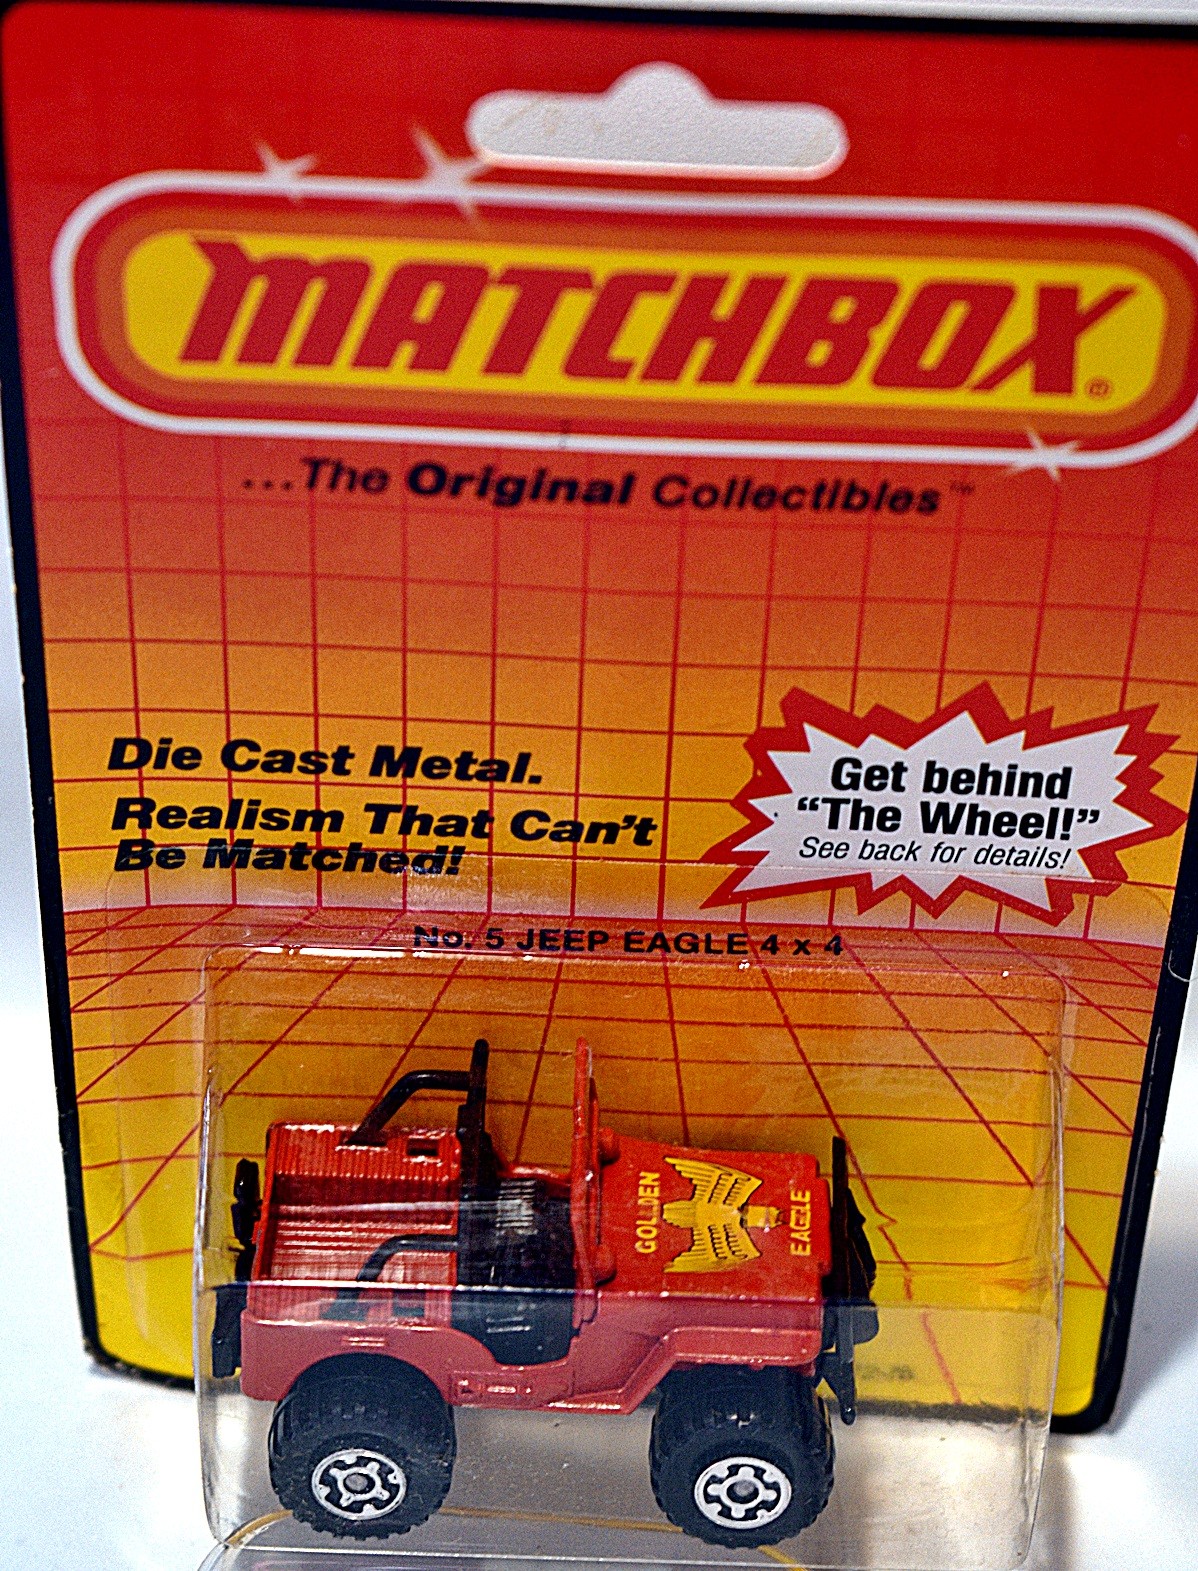 MATCHBOX®
...The Original Collectibles™
Die Cast Metal.
Realism That Can't
Be Matched!
Get behind
“The Wheel!”
See back for details!
No. 5 JEEP EAGLE 4 x 4
GOLDEN
EAGLE